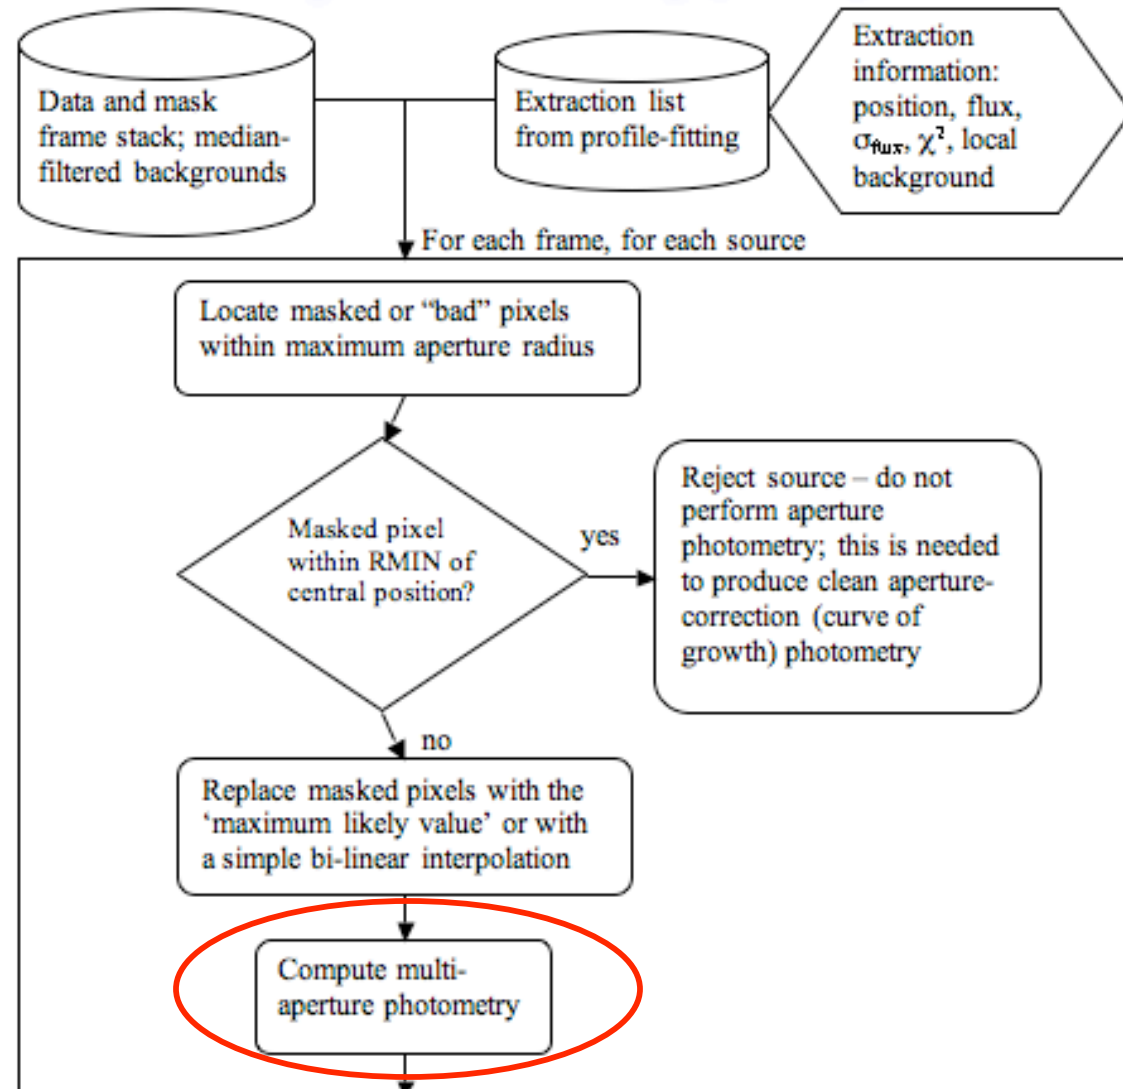 Data and mask
frame stack; median-
filtered backgrounds
Extraction list
from profile-fitting
Extraction
information:
position, flux,
σflux, χ², local
background
For each frame, for each source
Locate masked or “bad” pixels
within maximum aperture radius
Masked pixel
within RMIN of
central position?
yes
Reject source – do not
perform aperture
photometry; this is needed
to produce clean aperture-
correction (curve of
growth) photometry
no
Replace masked pixels with the
‘maximum likely value’ or with
a simple bi-linear interpolation
Compute multi-
aperture photometry